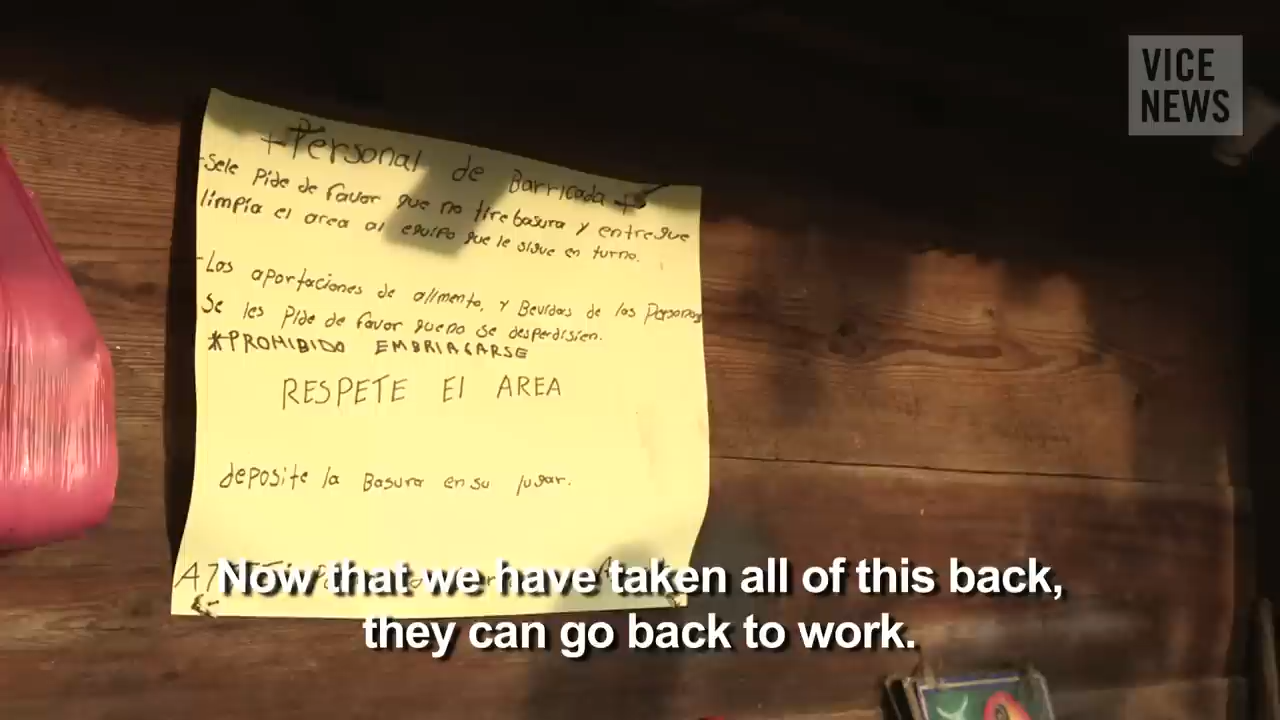 VICE
NEWS
+Personal de Barricada +
-Sele Pide de favor que no tire basura y entregue
limpia el area al equipo que le sigue en turno.
-Las aportaciones de alimento, y Bevidas de las Personas
Se les Pide de favor que no se desperdisien.
*PROHIBIDO EMBRIAGARSE
RESPETE El AREA
deposite la Basura en su lugar.
Now that we have taken all of this back,
they can go back to work.